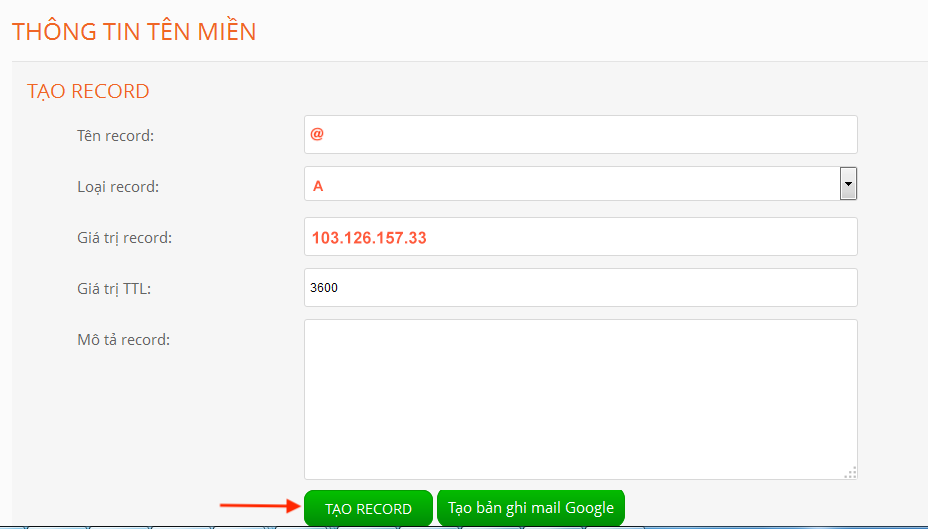 THÔNG TIN TÊN MIỀN
TẠO RECORD
Tên record:
@
Loại record:
A
Giá trị record:
103.126.157.33
Giá trị TTL:
3600
Mô tả record:
TẠO RECORD
Tạo bản ghi mail Google